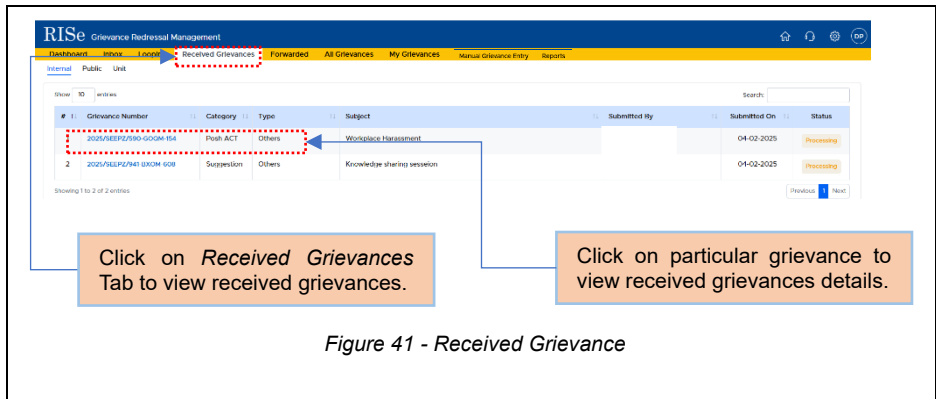 RISe Grievance Redressal Management
DP
Dashboard Inbox Looped Received Grievances Forwarded All Grievances My Grievances Manual Grievance Entry Reports
Internal Public Unit
Show 10 entries Search:
# Grievance Number Category Type Subject Submitted By Submitted On Status
2025/SEEPZ/590-GOQM-154 Posh ACT Others Workplace Harassment 04-02-2025 Processing
2 2025/SEEPZ/941-UXOM-608 Suggestion Others Knowledge sharing sesseion 04-02-2025 Processing
Showing 1 to 2 of 2 entries Previous 1 Next
Click on Received Grievances
Tab to view received grievances.
Click on particular grievance to
view received grievances details.
Figure 41 - Received Grievance